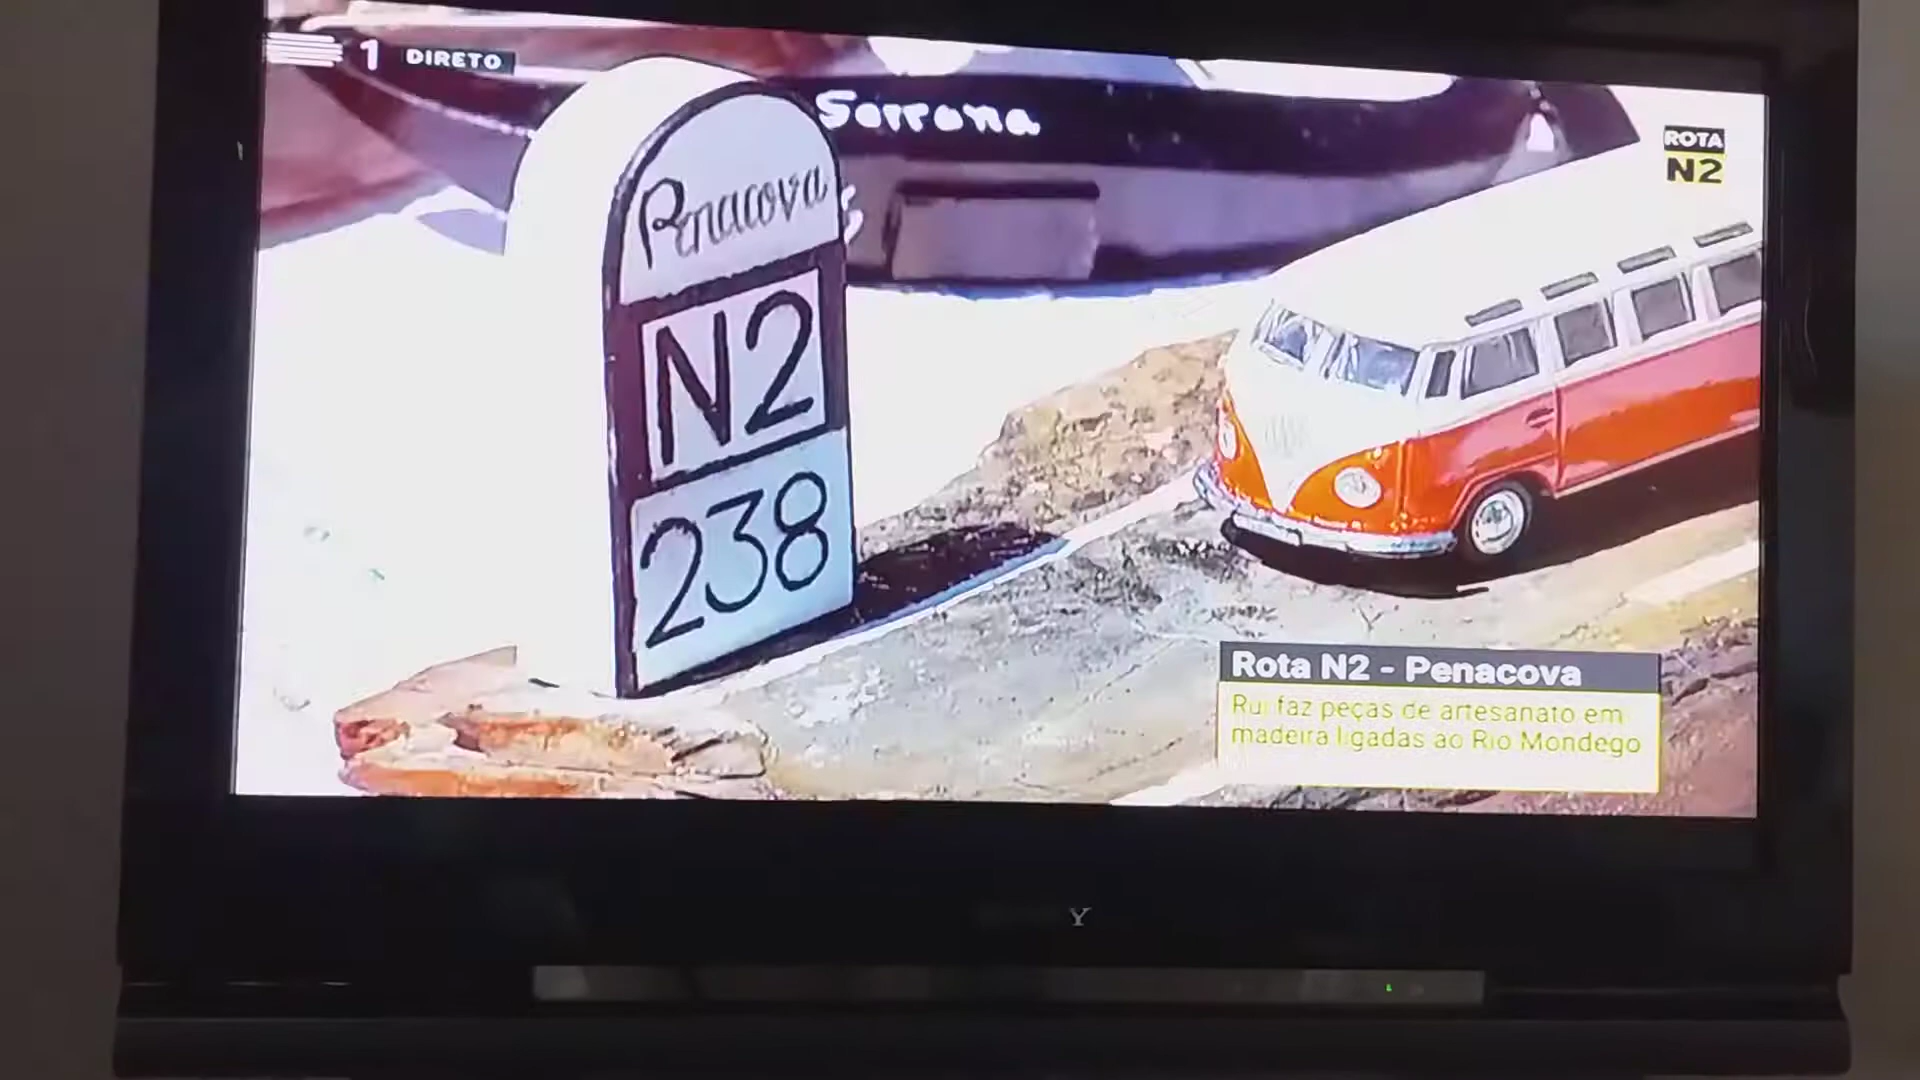 1 DIRETO
Serrana
ROTA
N2
Penacova
N2
238
Rota N2 - Penacova
Rui faz peças de artesanato em
madeira ligadas ao Rio Mondego